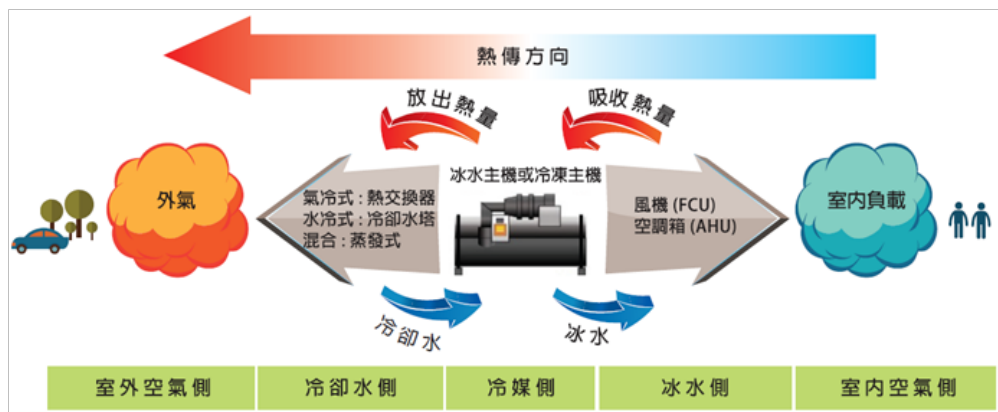 熱傳方向
放出熱量
吸收熱量
外氣
氣冷式：熱交換器
水冷式：冷卻水塔
混合：蒸發式
冰水主機或冷凍主機
風機 (FCU)
空調箱 (AHU)
室內負載
冷卻水
冰水
室外空氣側
冷卻水側
冷媒側
冰水側
室內空氣側